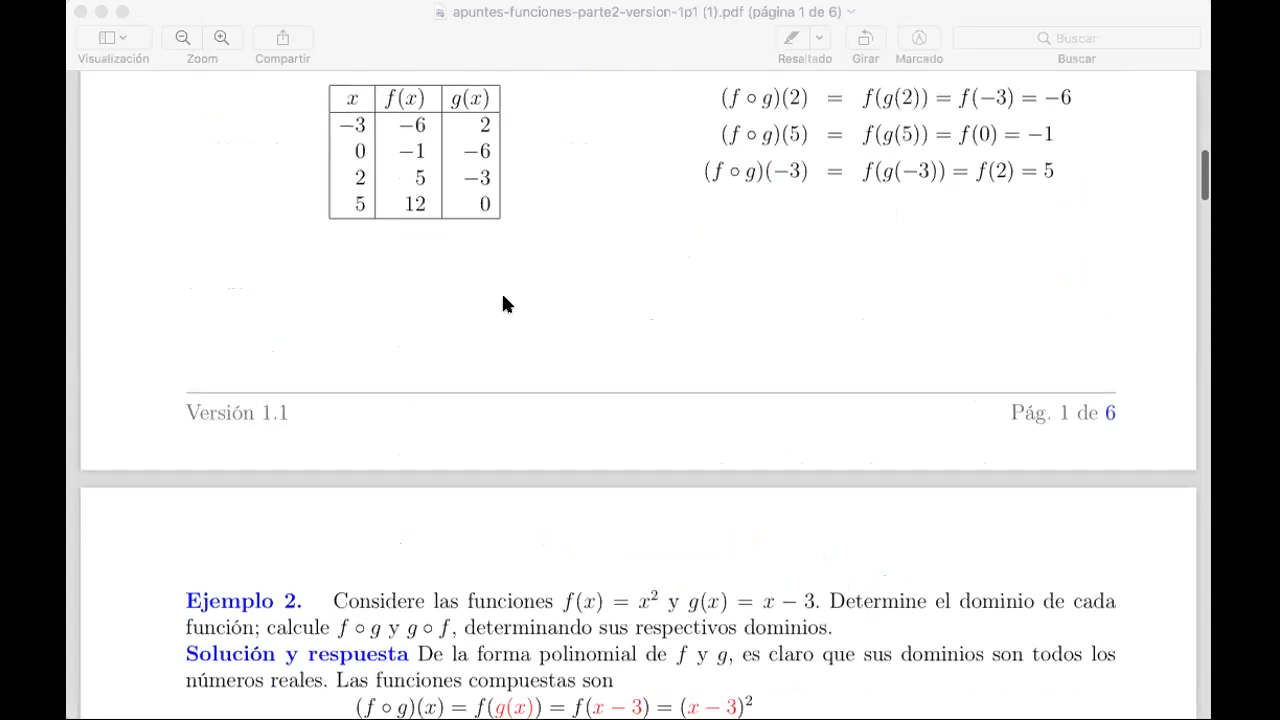 apuntes-funciones-parte2-version-1p1 (1).pdf (página 1 de 6)
Visualización Zoom Compartir Resaltado Girar Marcado Buscar
Buscar
x f(x) g(x)
−3 −6 2
0 −1 −6
2 5 −3
5 12 0
(f ∘ g)(2) = f(g(2)) = f(−3) = −6
(f ∘ g)(5) = f(g(5)) = f(0) = −1
(f ∘ g)(−3) = f(g(−3)) = f(2) = 5
Versión 1.1 Pág. 1 de 6
Ejemplo 2. Considere las funciones f(x) = x² y g(x) = x − 3. Determine el dominio de cada
función; calcule f ∘ g y g ∘ f, determinando sus respectivos dominios.
Solución y respuesta De la forma polinomial de f y g, es claro que sus dominios son todos los
números reales. Las funciones compuestas son
(f ∘ g)(x) = f(g(x)) = f(x − 3) = (x − 3)²